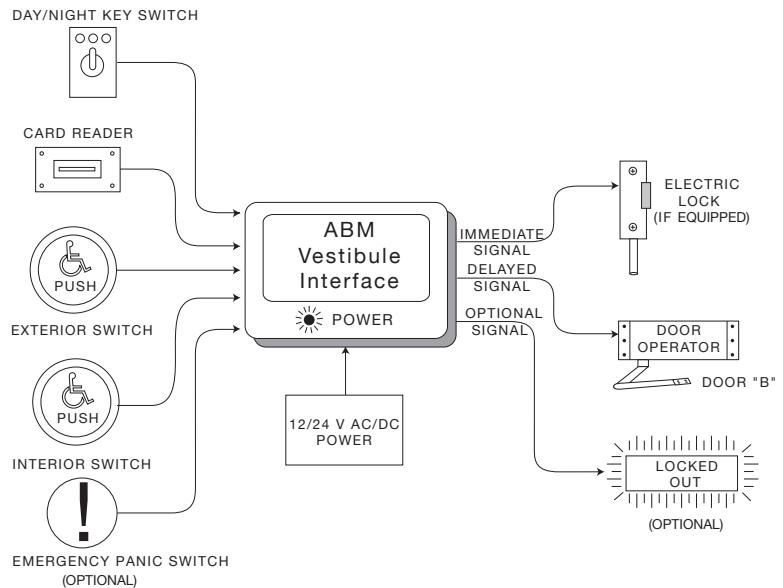 DAY/NIGHT KEY SWITCH
CARD READER
PUSH
EXTERIOR SWITCH
PUSH
INTERIOR SWITCH
!
EMERGENCY PANIC SWITCH
(OPTIONAL)
ABM
Vestibule
Interface
POWER
12/24 V AC/DC
POWER
IMMEDIATE
SIGNAL
DELAYED
SIGNAL
OPTIONAL
SIGNAL
ELECTRIC
LOCK
(IF EQUIPPED)
DOOR
OPERATOR
DOOR "B"
LOCKED
OUT
(OPTIONAL)